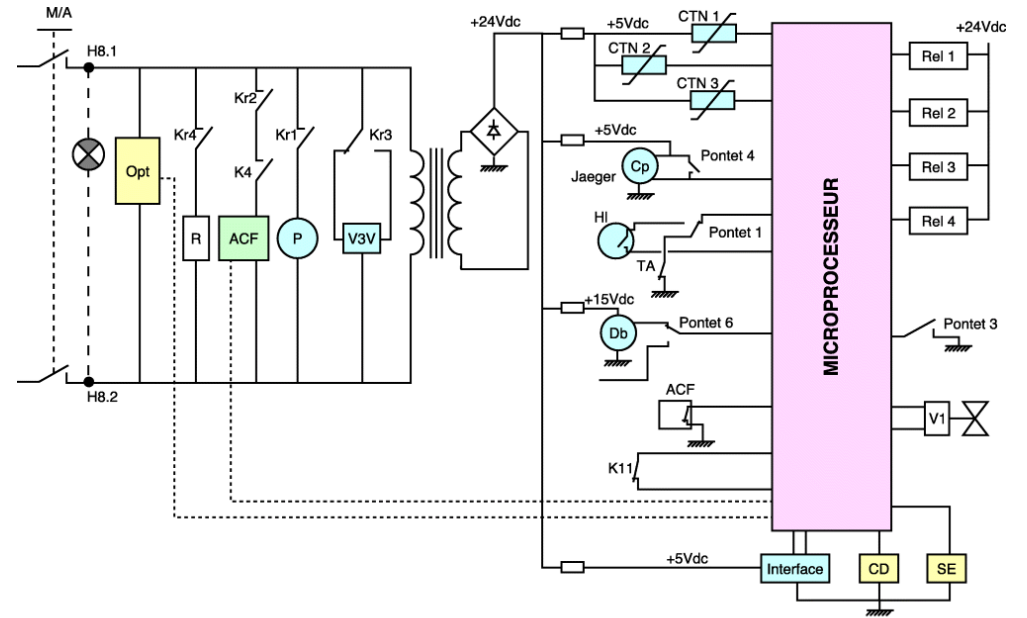 M/A
H8.1
+24Vdc
+5Vdc
CTN 1
+24Vdc
CTN 2
Rel 1
CTN 3
Kr2
Rel 2
Kr4
Kr1
Kr3
+5Vdc
Pontet 4
Opt
K4
Jaeger
Cp
Rel 3
MICROPROCESSEUR
HI
Rel 4
R
ACF
P
V3V
Pontet 1
TA
+15Vdc
Db
Pontet 6
Pontet 3
H8.2
ACF
V1
K11
+5Vdc
Interface
CD
SE